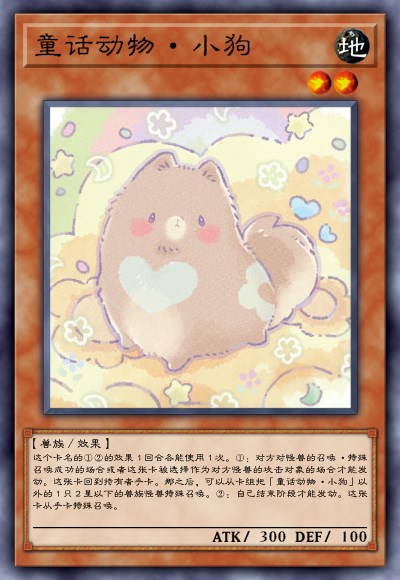 童话动物・小狗
地
【兽族／效果】
这个卡名的①②的效果1回合各能使用1次。①：对方对怪兽的召唤・特殊
召唤成功的场合或者这张卡被选择作为对方怪兽的攻击对象的场合才能发
动。这张卡回到持有者手卡。那之后，可以从卡组把「童话动物・小狗」以
外的1只2星以下的兽族怪兽特殊召唤。②：自己结束阶段才能发动。这张
卡从手卡特殊召唤。
ATK/ 300 DEF/ 100